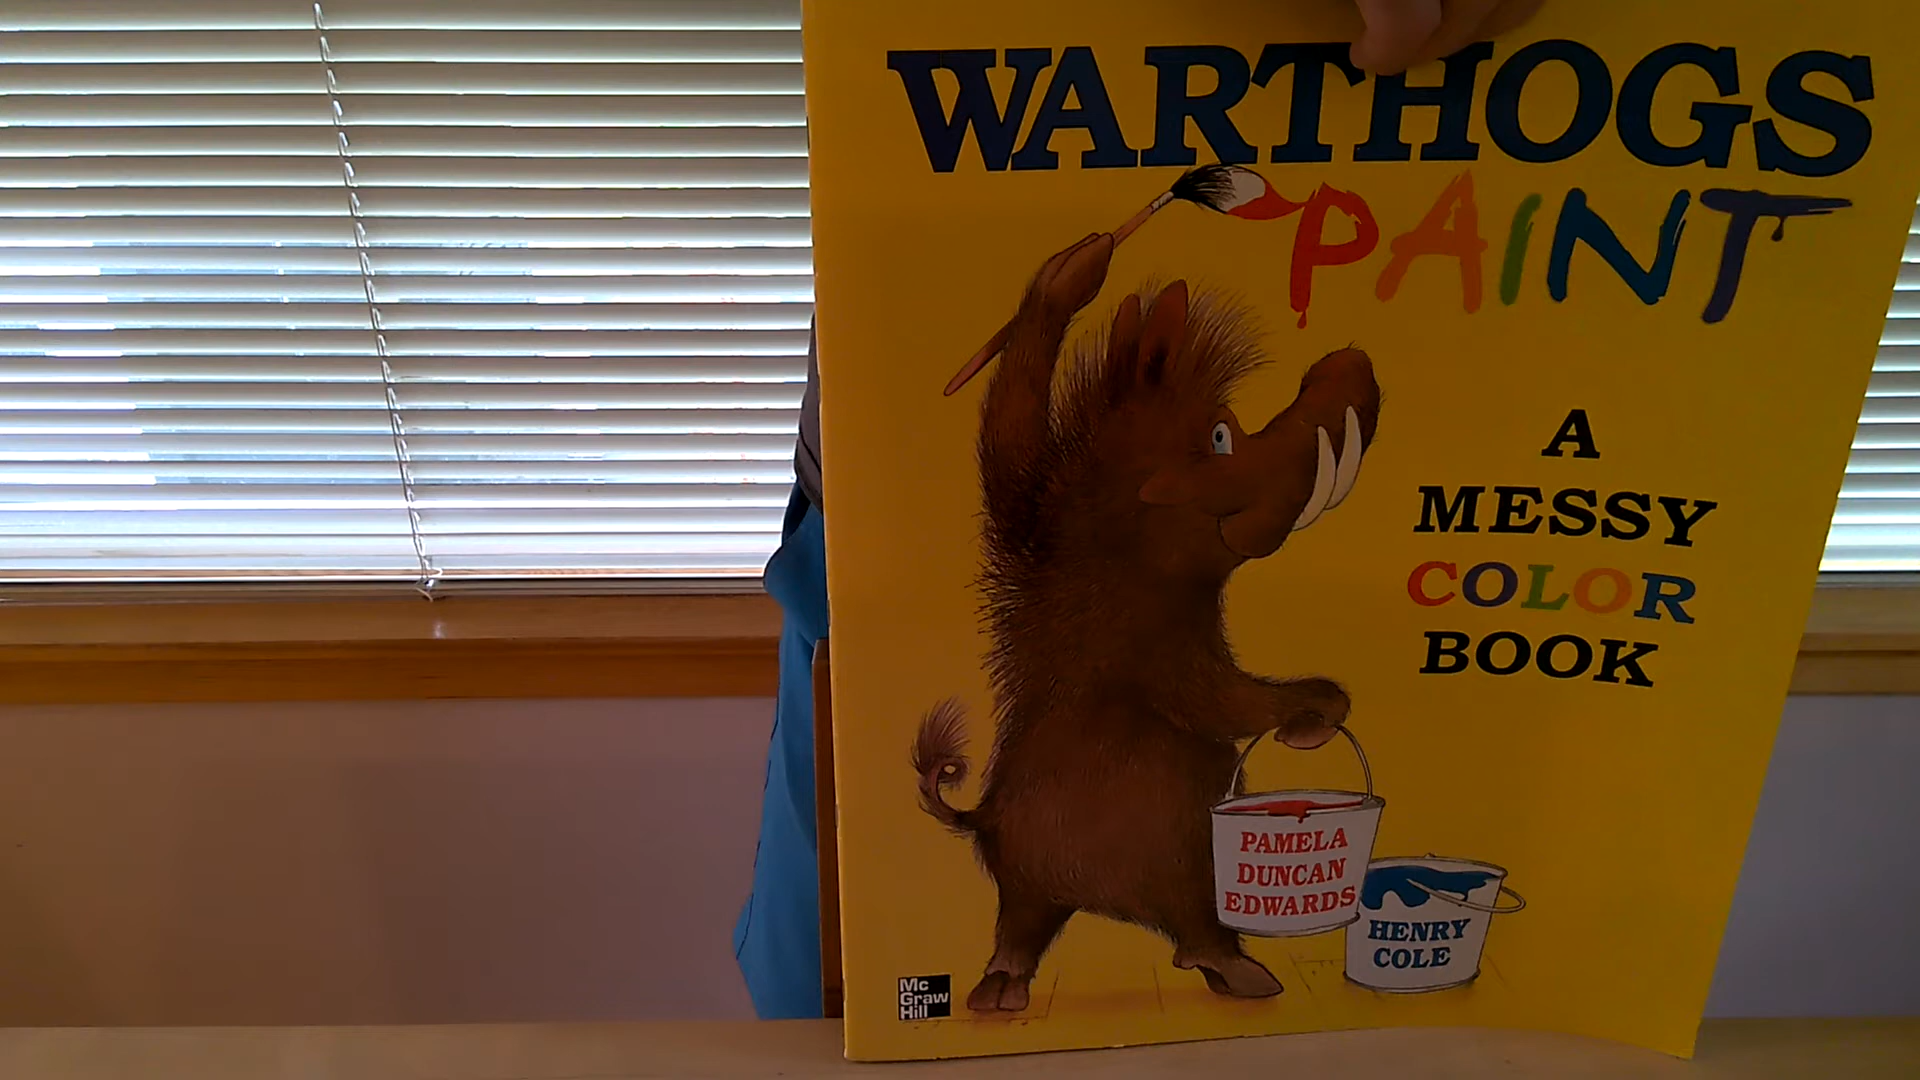 WARTHOGS
PAINT
A
MESSY
COLOR
BOOK
PAMELA
DUNCAN
EDWARDS
HENRY
COLE
Mc
Graw
Hill